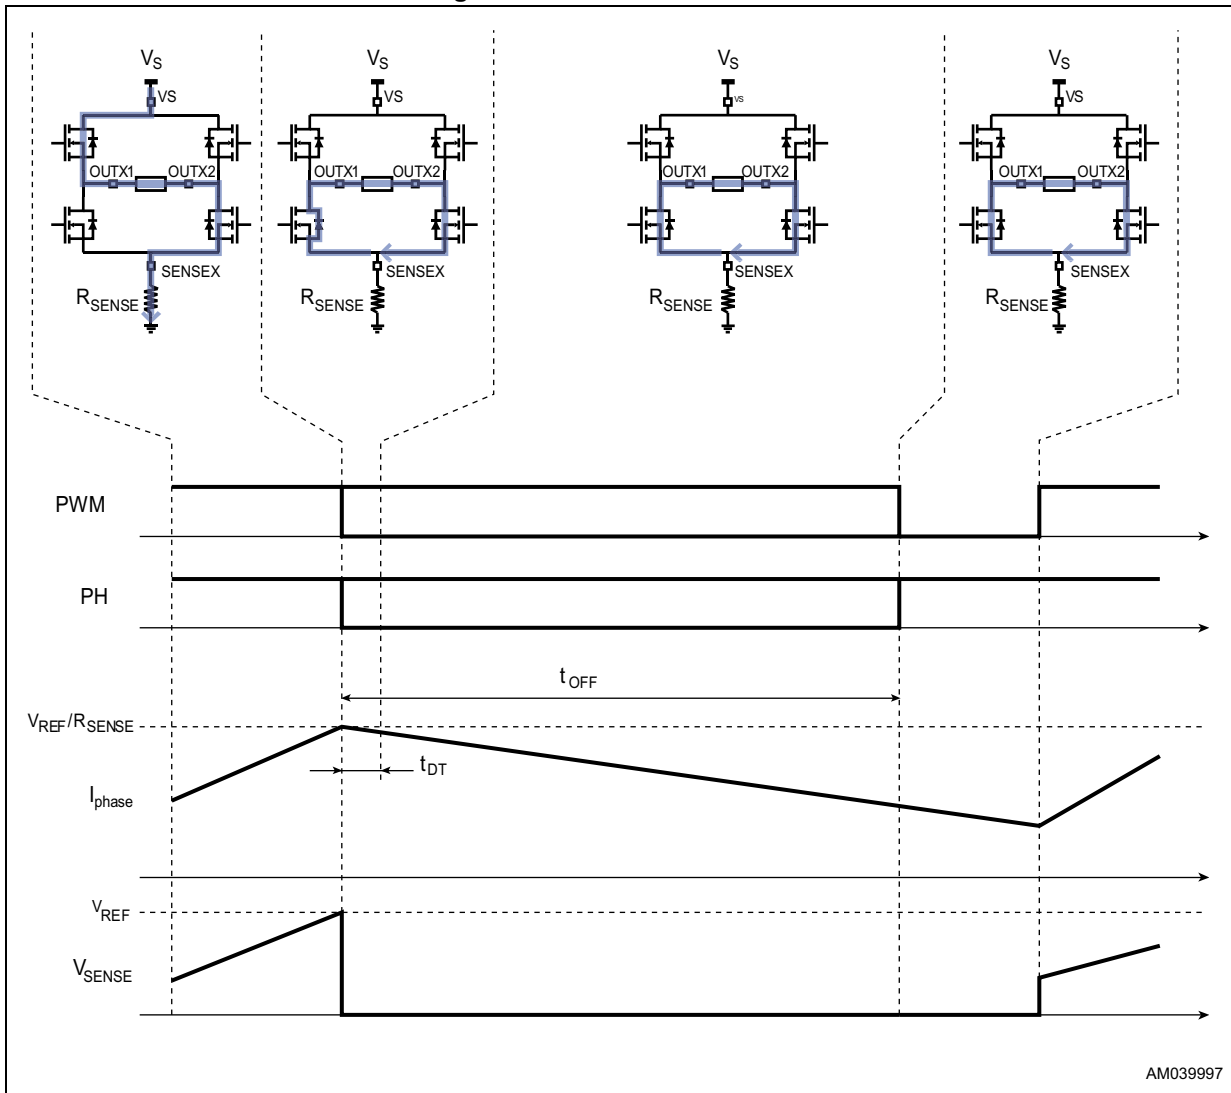 g
VS VS VS VS
VS VS VS VS
OUTX1 OUTX2 OUTX1 OUTX2 OUTX1 OUTX2 OUTX1 OUTX2
SENSEX SENSEX SENSEX SENSEX
RSENSE RSENSE RSENSE RSENSE
PWM
PH
tOFF
VREF/RSENSE
tDT
Iphase
VREF
VSENSE
AM039997